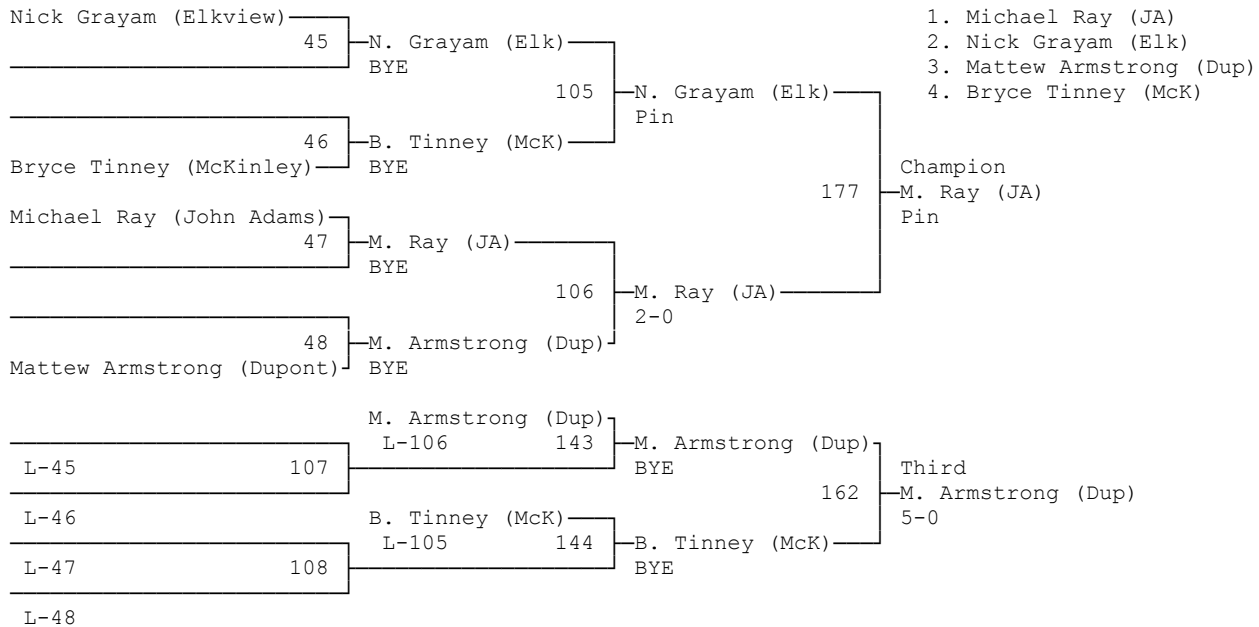 Nick Grayam (Elkview)
1. Michael Ray (JA)
45 N. Grayam (Elk)
2. Nick Grayam (Elk)
BYE
3. Mattew Armstrong (Dup)
105 N. Grayam (Elk)
4. Bryce Tinney (McK)
Pin
46 B. Tinney (McK)
Bryce Tinney (McKinley) BYE
Champion
177 M. Ray (JA)
Michael Ray (John Adams)
Pin
47 M. Ray (JA)
BYE
106 M. Ray (JA)
2-0
48 M. Armstrong (Dup)
Mattew Armstrong (Dupont) BYE
M. Armstrong (Dup)
L-106 143 M. Armstrong (Dup)
L-45 107 BYE
Third
162 M. Armstrong (Dup)
L-46 B. Tinney (McK)
5-0
L-105 144 B. Tinney (McK)
L-47 108 BYE
L-48